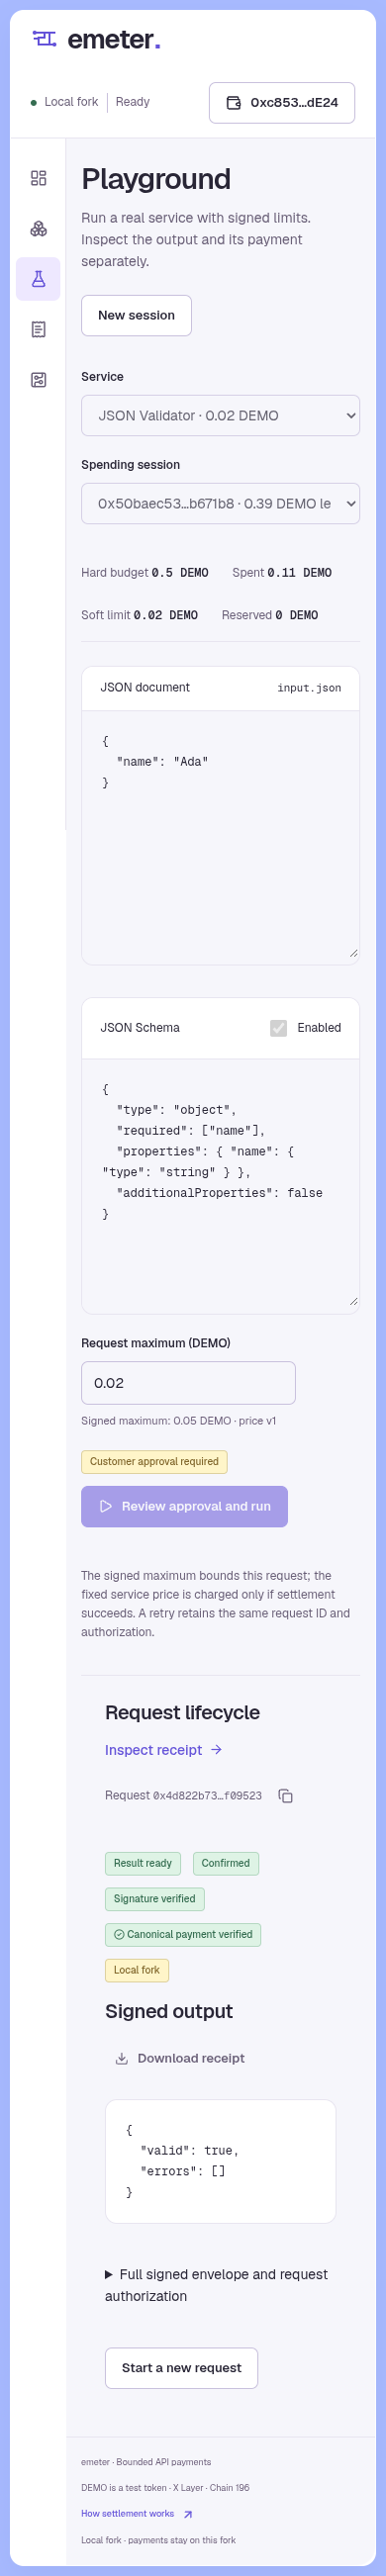 emeter.
Local fork
Ready
0xc853…dE24
Playground
Run a real service with signed limits.
Inspect the output and its payment
separately.
New session
Service
JSON Validator · 0.02 DEMO
Spending session
0x50baec53…b671b8 · 0.39 DEMO le
Hard budget 0.5 DEMO Spent 0.11 DEMO
Soft limit 0.02 DEMO Reserved 0 DEMO
JSON document
input.json
{
"name": "Ada"
}
JSON Schema
Enabled
{
"type": "object",
"required": ["name"],
"properties": { "name": {
"type": "string" } },
"additionalProperties": false
}
Request maximum (DEMO)
0.02
Signed maximum: 0.05 DEMO · price v1
Customer approval required
Review approval and run
The signed maximum bounds this request; the
fixed service price is charged only if settlement
succeeds. A retry retains the same request ID and
authorization.
Request lifecycle
Inspect receipt →
Request 0x4d822b73…f09523
Result ready
Confirmed
Signature verified
Canonical payment verified
Local fork
Signed output
Download receipt
{
"valid": true,
"errors": []
}
Full signed envelope and request
authorization
Start a new request
emeter · Bounded API payments
DEMO is a test token · X Layer · Chain 196
How settlement works
Local fork · payments stay on this fork